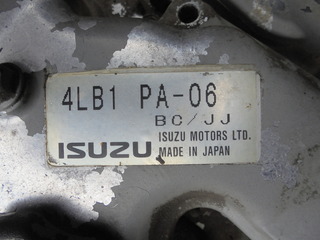 4LB1 PA-06
BC/JJ
ISUZU ISUZU MOTORS LTD.
MADE IN JAPAN